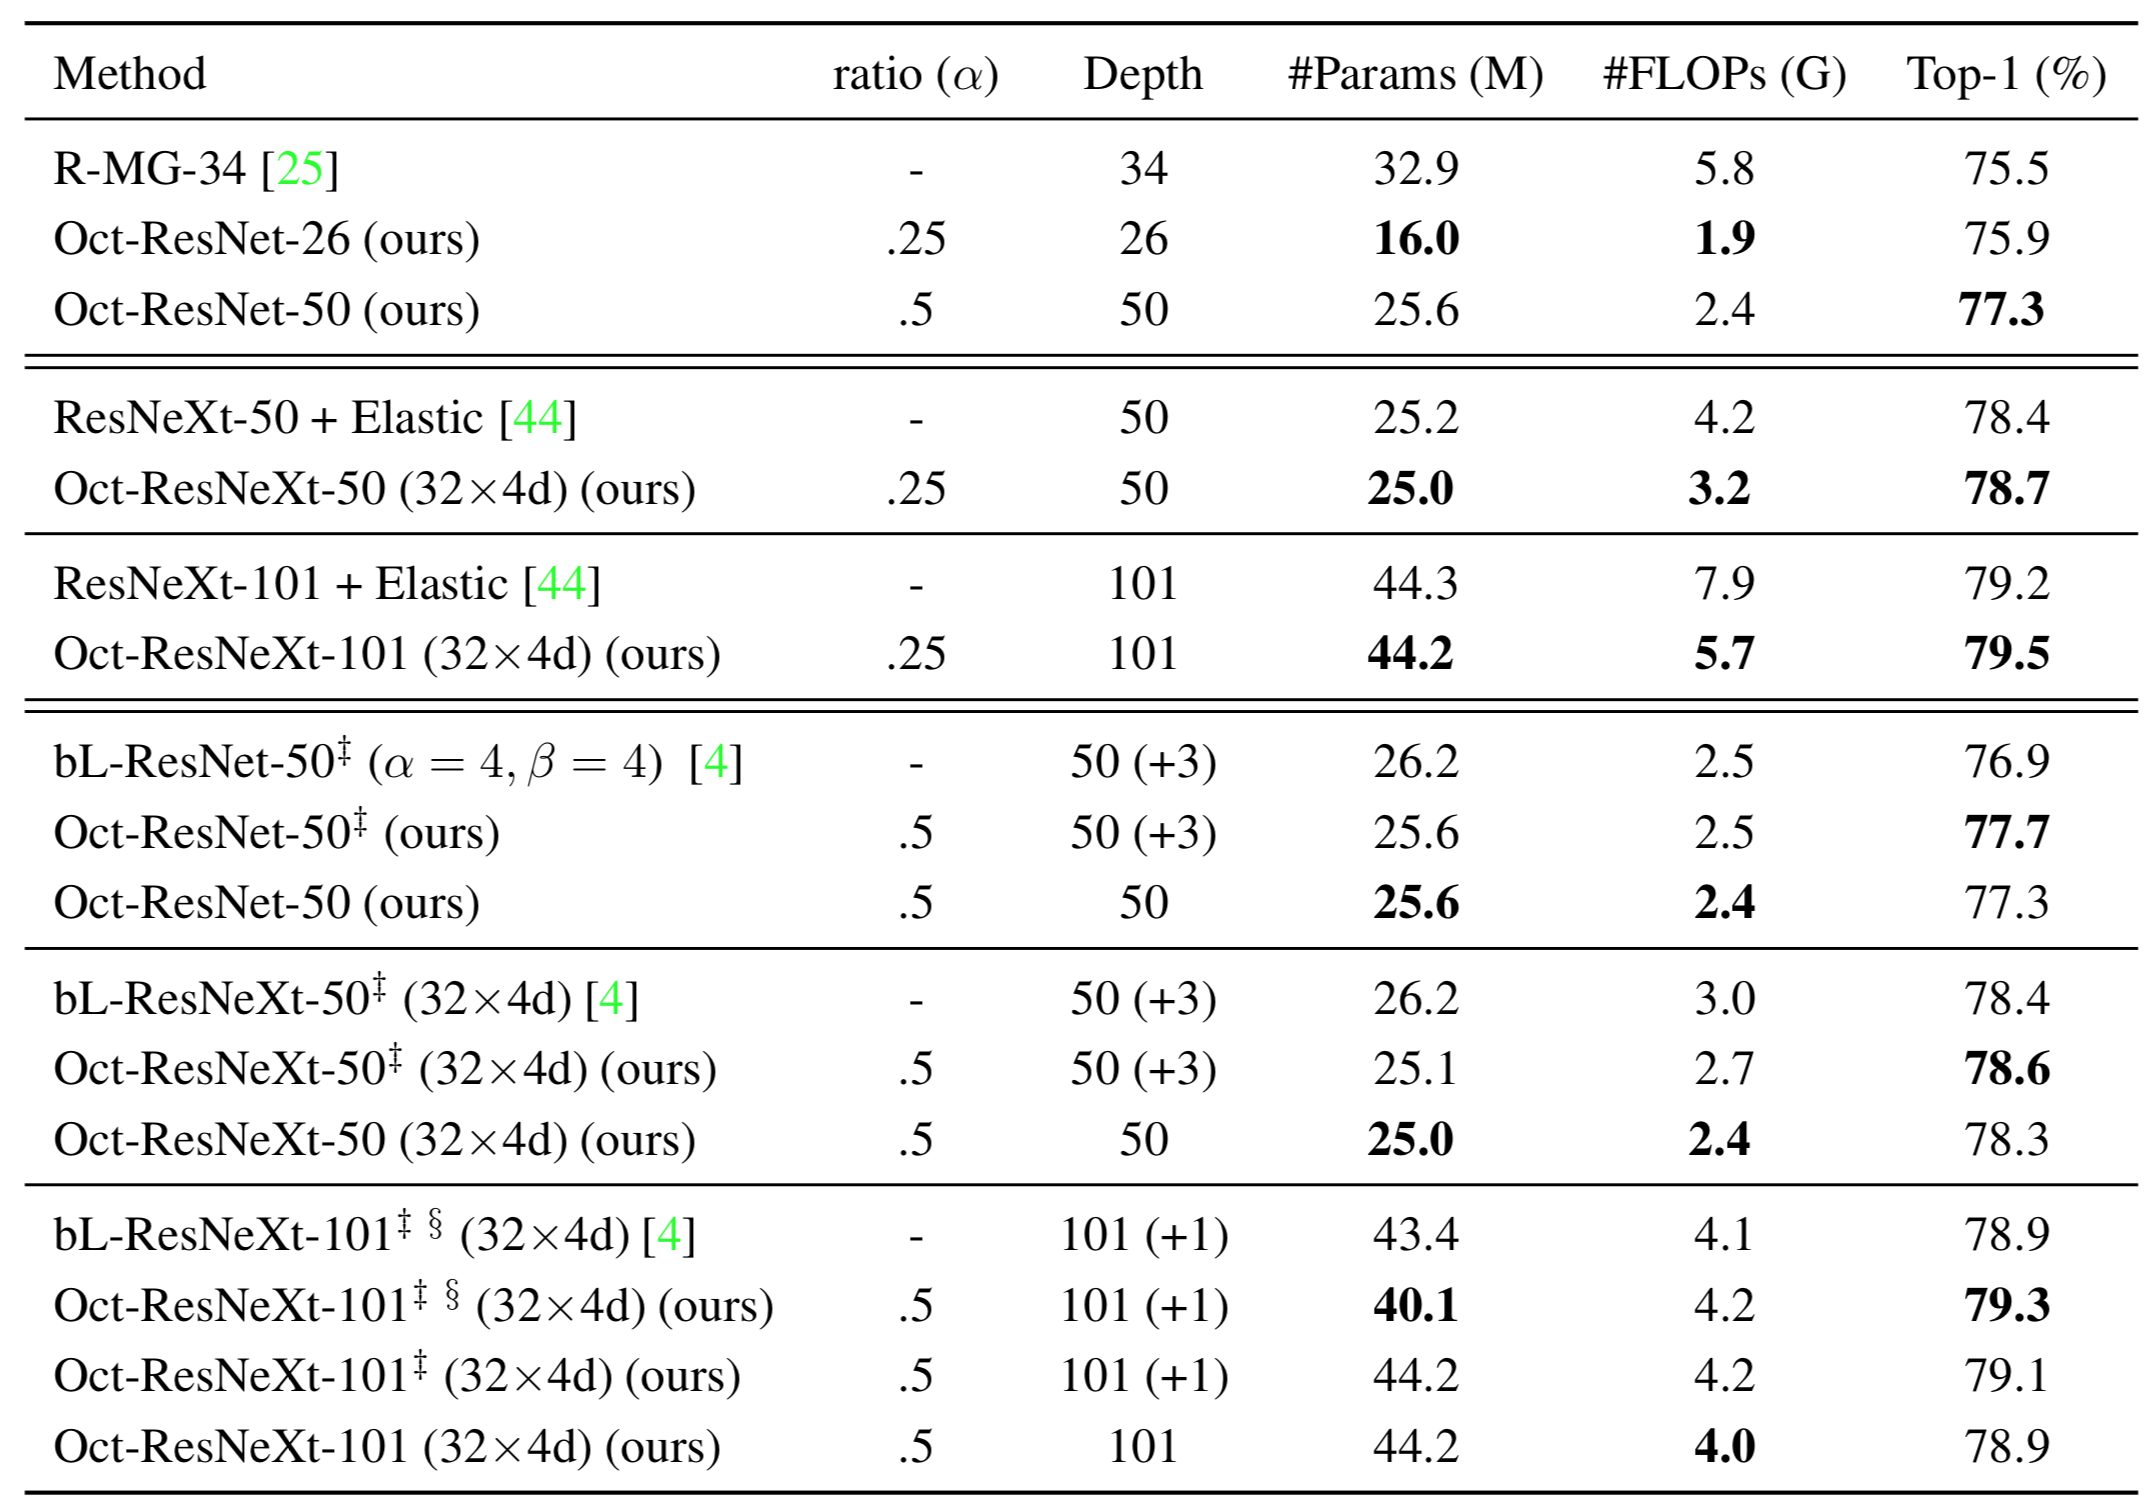 Method ratio (α) Depth #Params (M) #FLOPs (G) Top-1 (%)
R-MG-34 [25] - 34 32.9 5.8 75.5
Oct-ResNet-26 (ours) .25 26 16.0 1.9 75.9
Oct-ResNet-50 (ours) .5 50 25.6 2.4 77.3
ResNeXt-50 + Elastic [44] - 50 25.2 4.2 78.4
Oct-ResNeXt-50 (32×4d) (ours) .25 50 25.0 3.2 78.7
ResNeXt-101 + Elastic [44] - 101 44.3 7.9 79.2
Oct-ResNeXt-101 (32×4d) (ours) .25 101 44.2 5.7 79.5
bL-ResNet-50‡ (α = 4, β = 4) [4] - 50 (+3) 26.2 2.5 76.9
Oct-ResNet-50‡ (ours) .5 50 (+3) 25.6 2.5 77.7
Oct-ResNet-50 (ours) .5 50 25.6 2.4 77.3
bL-ResNeXt-50‡ (32×4d) [4] - 50 (+3) 26.2 3.0 78.4
Oct-ResNeXt-50‡ (32×4d) (ours) .5 50 (+3) 25.1 2.7 78.6
Oct-ResNeXt-50 (32×4d) (ours) .5 50 25.0 2.4 78.3
bL-ResNeXt-101‡ § (32×4d) [4] - 101 (+1) 43.4 4.1 78.9
Oct-ResNeXt-101‡ § (32×4d) (ours) .5 101 (+1) 40.1 4.2 79.3
Oct-ResNeXt-101‡ (32×4d) (ours) .5 101 (+1) 44.2 4.2 79.1
Oct-ResNeXt-101 (32×4d) (ours) .5 101 44.2 4.0 78.9